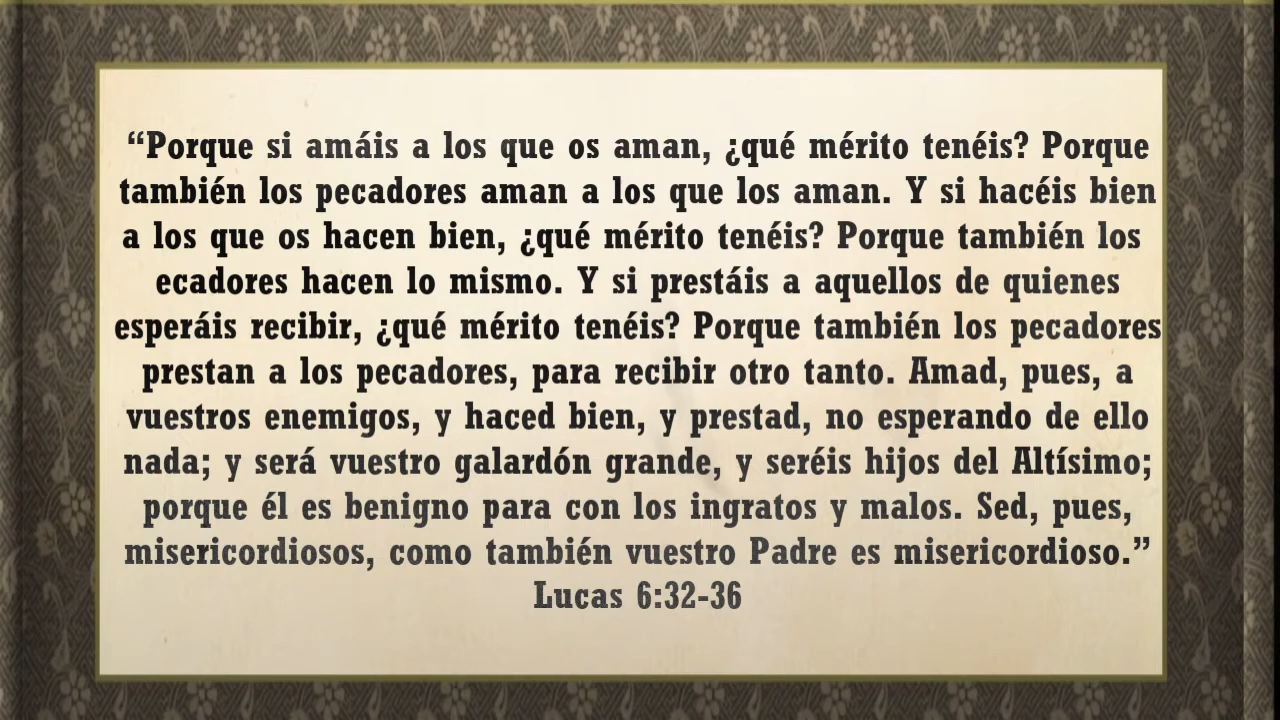 “Porque si amáis a los que os aman, ¿qué mérito tenéis? Porque
también los pecadores aman a los que los aman. Y si hacéis bien
a los que os hacen bien, ¿qué mérito tenéis? Porque también los
ecadores hacen lo mismo. Y si prestáis a aquellos de quienes
esperáis recibir, ¿qué mérito tenéis? Porque también los pecadores
prestan a los pecadores, para recibir otro tanto. Amad, pues, a
vuestros enemigos, y haced bien, y prestad, no esperando de ello
nada; y será vuestro galardón grande, y seréis hijos del Altísimo;
porque él es benigno para con los ingratos y malos. Sed, pues,
misericordiosos, como también vuestro Padre es misericordioso.”
Lucas 6:32-36